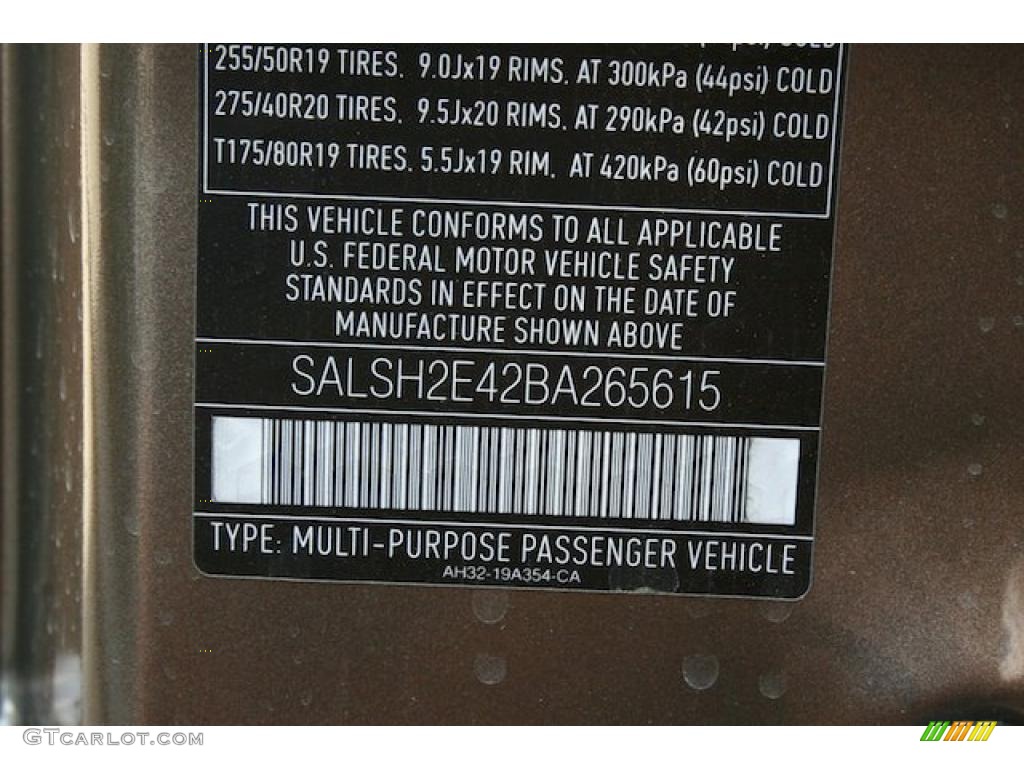 COLD
255/50R19 TIRES. 9.0Jx19 RIMS. AT 300kPa (44psi) COLD
275/40R20 TIRES. 9.5Jx20 RIMS. AT 290kPa (42psi) COLD
T175/80R19 TIRES. 5.5Jx19 RIM. AT 420kPa (60psi) COLD
THIS VEHICLE CONFORMS TO ALL APPLICABLE
U.S. FEDERAL MOTOR VEHICLE SAFETY
STANDARDS IN EFFECT ON THE DATE OF
MANUFACTURE SHOWN ABOVE
SALSH2E42BA265615
TYPE: MULTI-PURPOSE PASSENGER VEHICLE
AH32-19A354-CA
GTCarLot.com